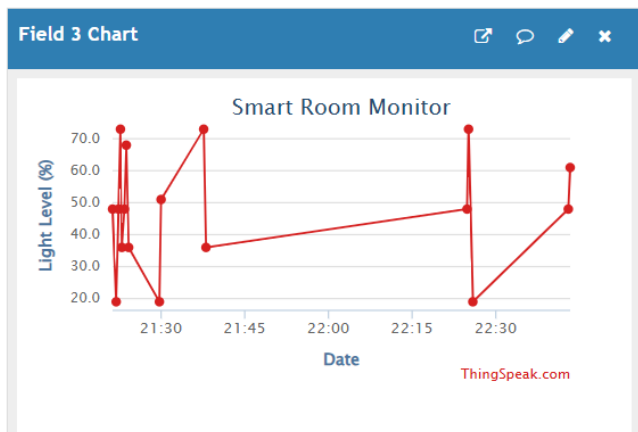 Field 3 Chart
Smart Room Monitor
Light Level (%)
70.0
60.0
50.0
40.0
30.0
20.0
21:30 21:45 22:00 22:15 22:30
Date
ThingSpeak.com